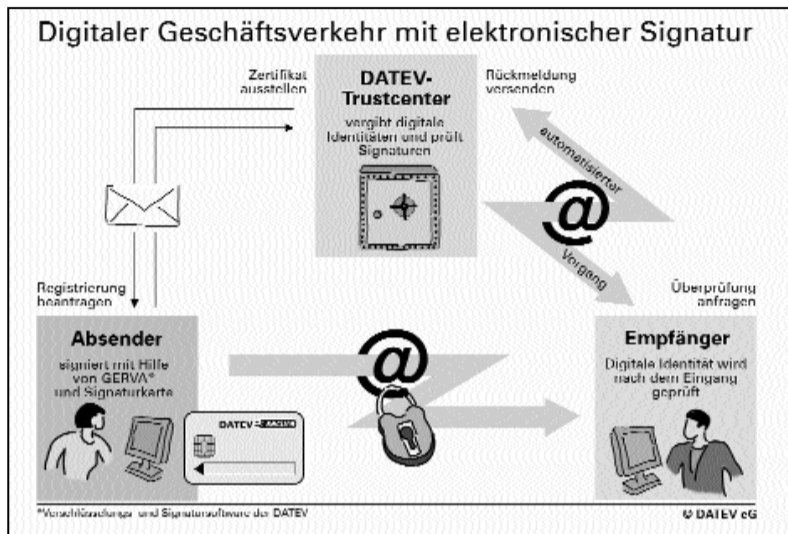 Digitaler Geschäftsverkehr mit elektronischer Signatur
Zertifikat
ausstellen
DATEV-
Trustcenter
vergibt digitale
Identitäten und prüft
Signaturen
Rückmeldung
versenden
automatisierter
@
Vorgang
Registrierung
beantragen
Überprüfung
anfragen
Absender
signiert mit Hilfe
von GERVA*
und Signaturkarte
DATEV
@
Empfänger
Digitale Identität wird
nach dem Eingang
geprüft
*Verschlüsselungs- und Signatursoftware der DATEV
© DATEV eG